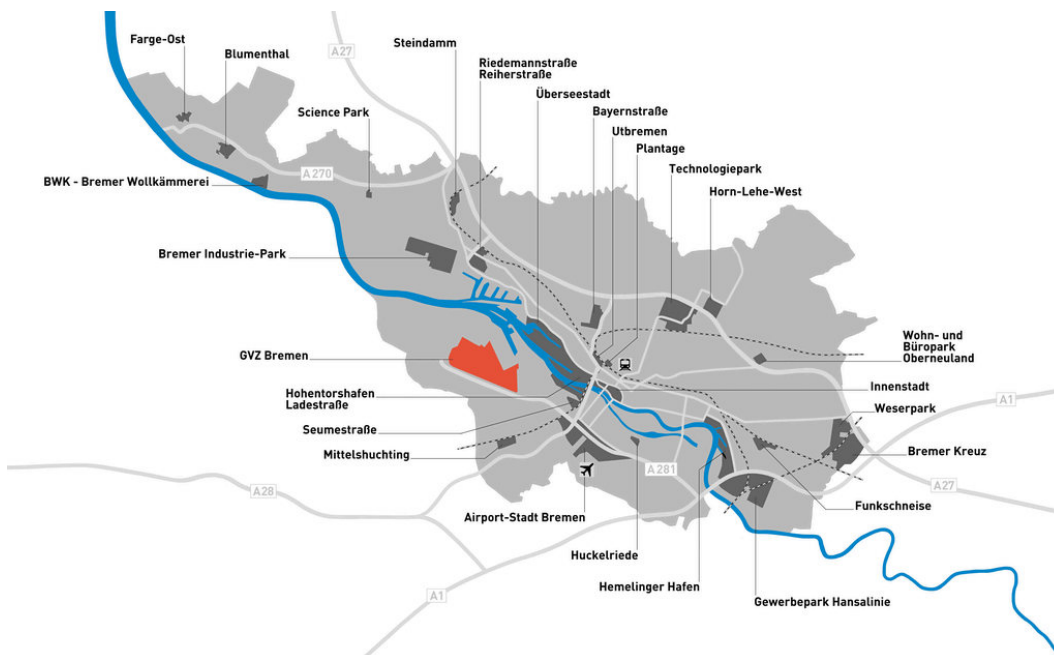 Farge-Ost
Blumenthal
A27
Steindamm
Riedemannstraße
Reiherstraße
Überseestadt
Science Park
Bayernstraße
Utbremen
Plantage
Technologiepark
Horn-Lehe-West
A270
BWK - Bremer Wollkämmerei
Bremer Industrie-Park
GVZ Bremen
Wohn- und
Büropark
Oberneuland
Hohentorshafen
Ladestraße
Innenstadt
A1
Seumestraße
Weserpark
Mittelshuchting
Bremer Kreuz
A281
A28
A27
Airport-Stadt Bremen
Funkschneise
Huckelriede
Hemelinger Hafen
A1
Gewerbepark Hansalinie